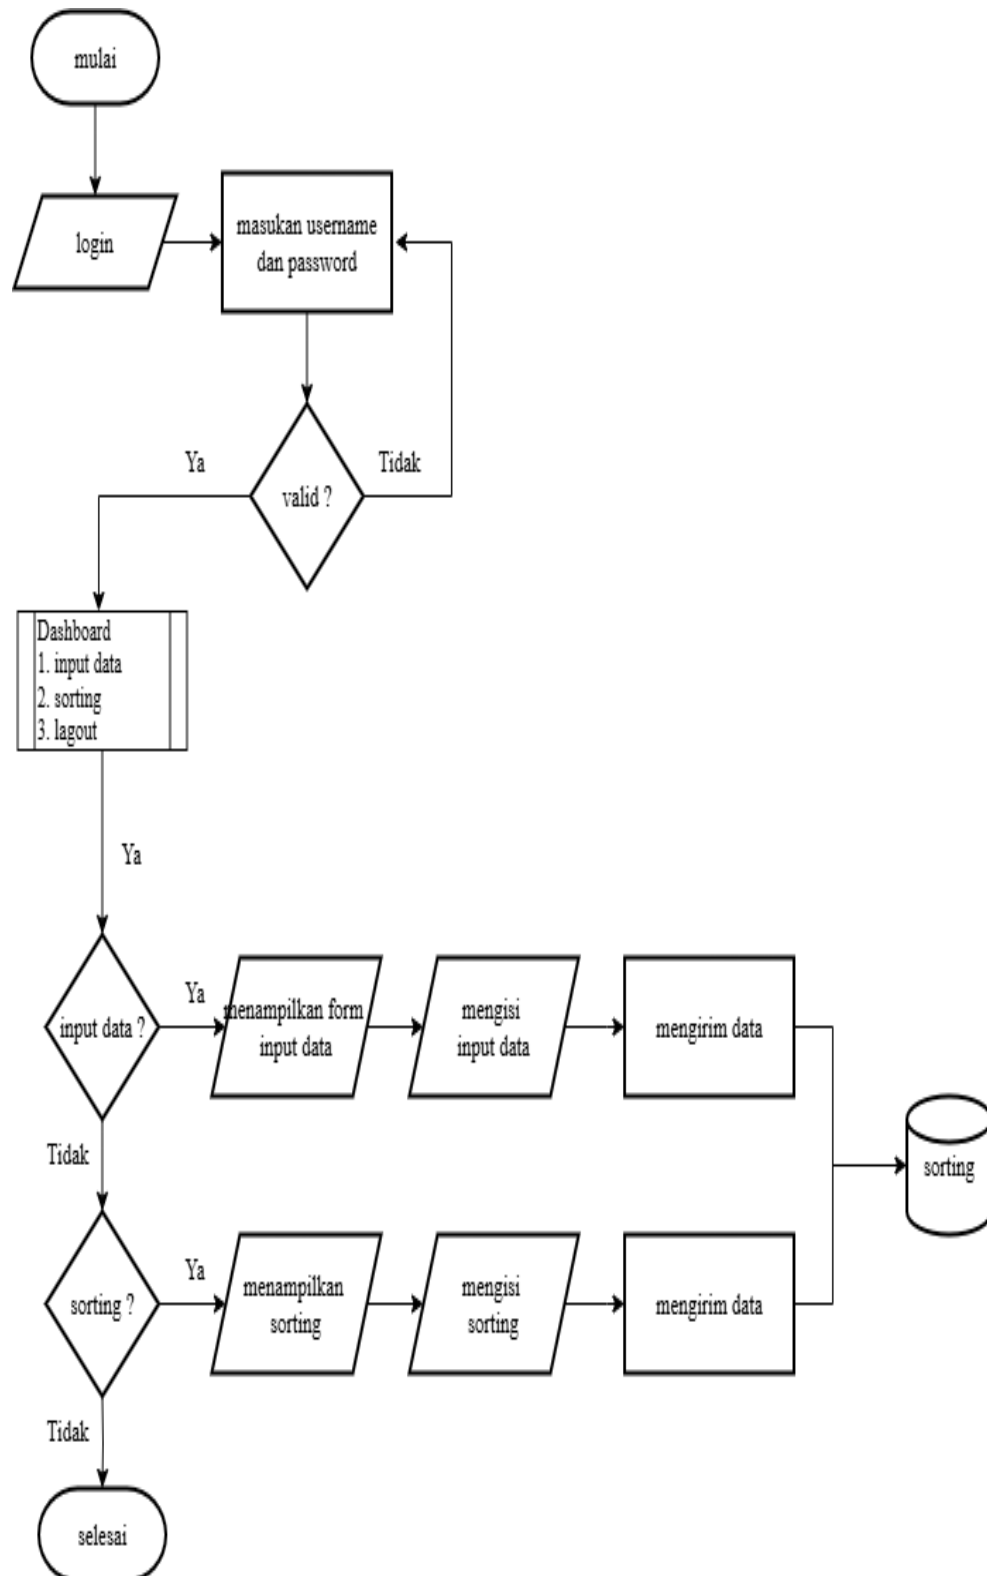 mulai
login
masukan username
dan password
Ya
Tidak
valid ?
Dashboard
1. input data
2. sorting
3. lagout
Ya
input data ?
Ya
menampilkan form
input data
mengisi
input data
mengirim data
sorting
Tidak
sorting ?
Ya
menampilkan
sorting
mengisi
sorting
mengirim data
Tidak
selesai